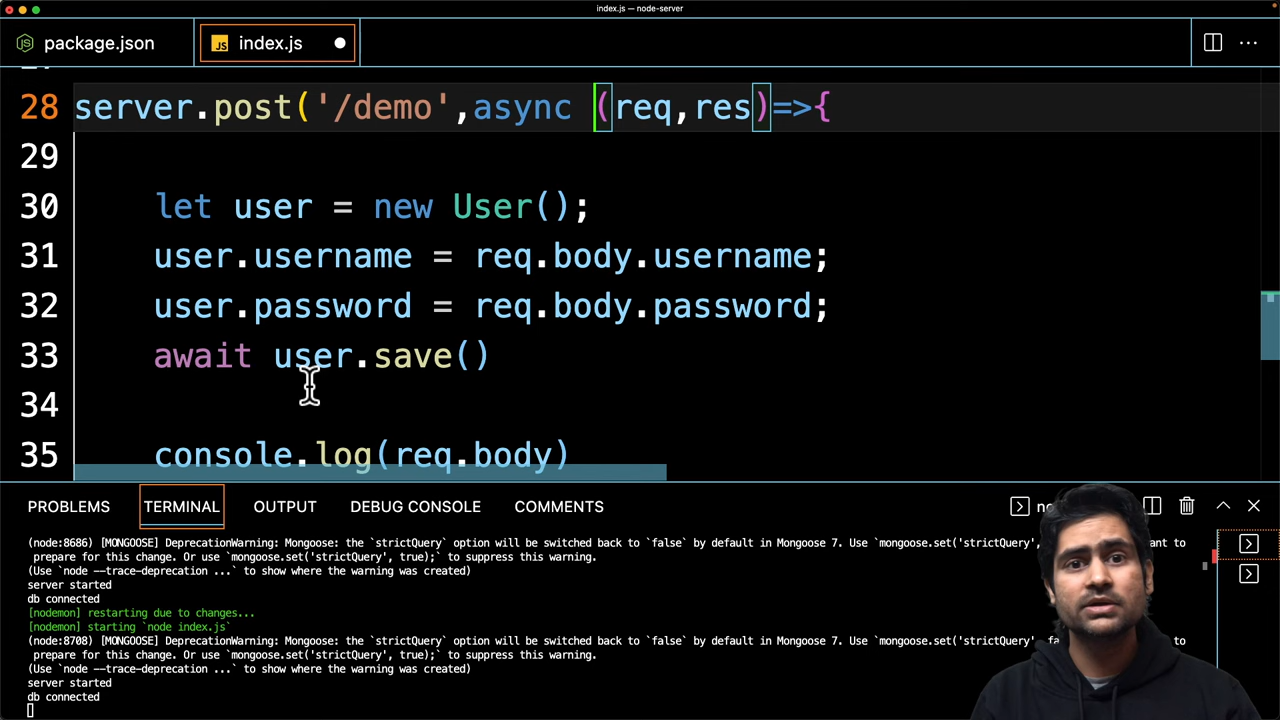 index.js — node-server
package.json
JS index.js
28 server.post('/demo',async (req,res)=>{
29
30 let user = new User();
31 user.username = req.body.username;
32 user.password = req.body.password;
33 await user.save()
34
35 console.log(req.body)
PROBLEMS TERMINAL OUTPUT DEBUG CONSOLE COMMENTS
(node:8686) [MONGOOSE] DeprecationWarning: Mongoose: the `strictQuery` option will be switched back to `false` by default in Mongoose 7. Use `mongoose.set('strictQuery', ant to
prepare for this change. Or use `mongoose.set('strictQuery', true);` to suppress this warning.
(Use `node --trace-deprecation ...` to show where the warning was created)
server started
db connected
[nodemon] restarting due to changes...
[nodemon] starting `node index.js`
(node:8708) [MONGOOSE] DeprecationWarning: Mongoose: the `strictQuery` option will be switched back to `false` by default in Mongoose 7. Use `mongoose.set('strictQuery', to
prepare for this change. Or use `mongoose.set('strictQuery', true);` to suppress this warning.
(Use `node --trace-deprecation ...` to show where the warning was created)
server started
db connected